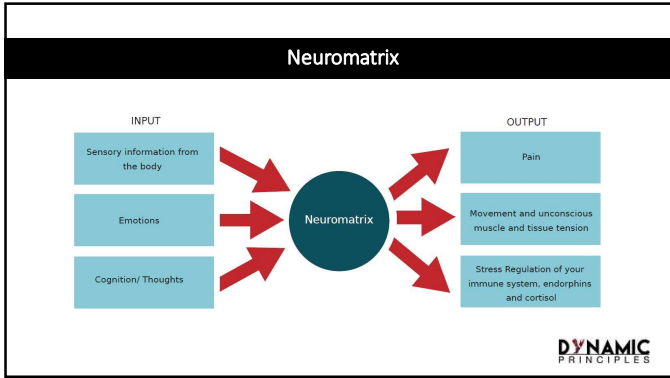 Neuromatrix
INPUT
Sensory information from
the body
Emotions
Cognition/ Thoughts
Neuromatrix
OUTPUT
Pain
Movement and unconscious
muscle and tissue tension
Stress Regulation of your
immune system, endorphins
and cortisol
DYNAMIC
PRINCIPLES